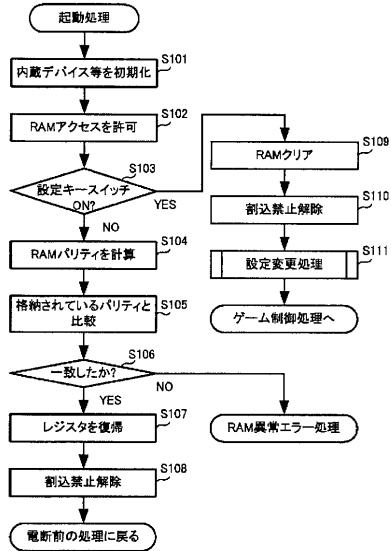 起動処理
S101
内蔵デバイス等を初期化
S102
RAMアクセスを許可
S103
設定キースイッチ
ON?
YES
NO
S104
RAMパリティを計算
S105
格納されているパリティと
比較
S106
一致したか?
NO
YES
S107
レジスタを復帰
S108
割込禁止解除
電断前の処理に戻る
S109
RAMクリア
S110
割込禁止解除
S111
設定変更処理
ゲーム制御処理へ
RAM異常エラー処理